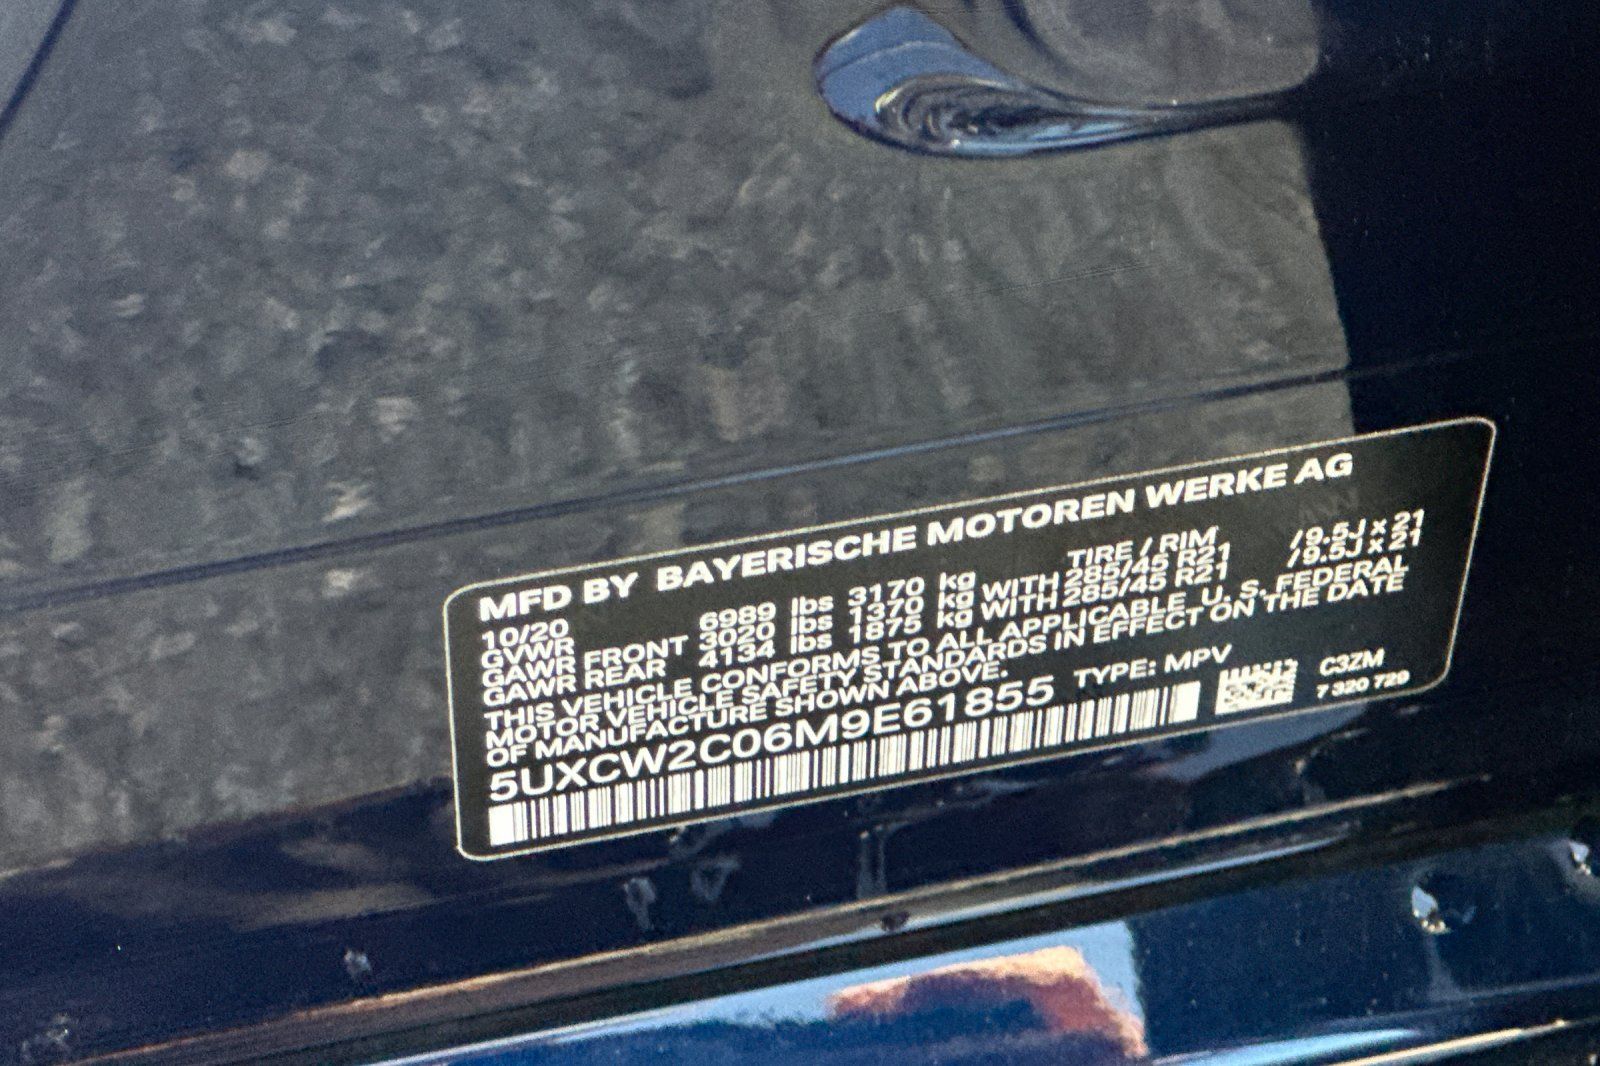 MFD BY BAYERISCHE MOTOREN WERKE AG
10/20 TIRE / RIM
GVWR 6989 lbs 3170 kg
GAWR FRONT 3020 lbs 1370 kg WITH 285/45 R21 /9.5J x 21
GAWR REAR 4134 lbs 1875 kg WITH 285/45 R21 /9.5J x 21
THIS VEHICLE CONFORMS TO ALL APPLICABLE U. S. FEDERAL
MOTOR VEHICLE SAFETY STANDARDS IN EFFECT ON THE DATE
OF MANUFACTURE SHOWN ABOVE.
5UXCW2C06M9E61855 TYPE: MPV
C3ZM
7 320 729